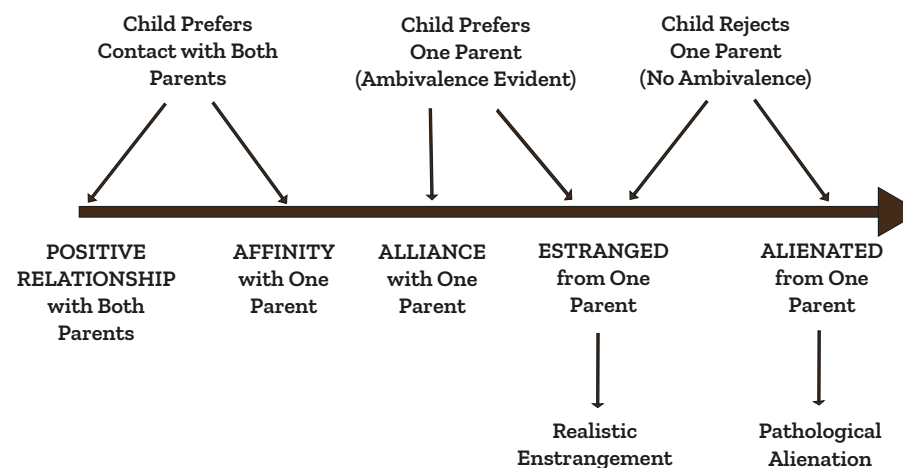 Child Prefers
Contact with Both
Parents
Child Prefers
One Parent
(Ambivalence Evident)
Child Rejects
One Parent
(No Ambivalence)
POSITIVE
RELATIONSHIP
with Both
Parents
AFFINITY
with One
Parent
ALLIANCE
with One
Parent
ESTRANGED
from One
Parent
ALIENATED
from One
Parent
Realistic
Enstrangement
Pathological
Alienation